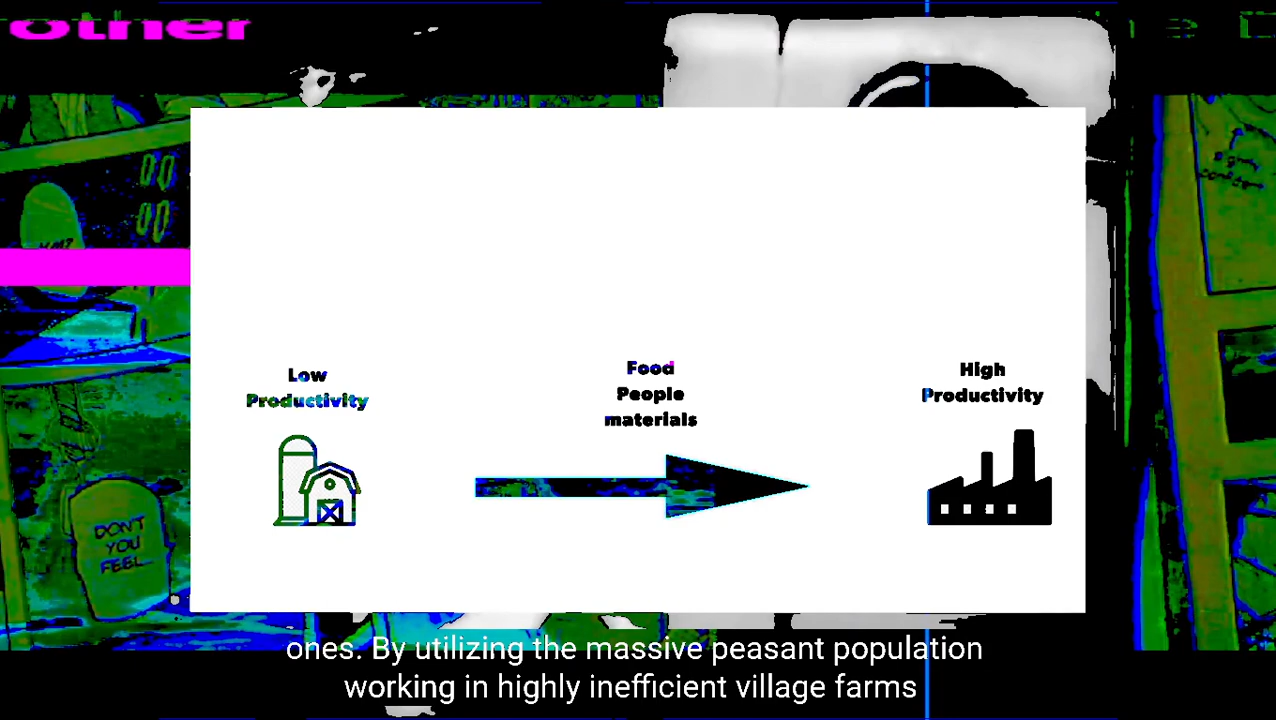 other
DON'T
YOU
FEEL
Low
Productivity
Food
People
materials
High
Productivity
ones. By utilizing the massive peasant population
working in highly inefficient village farms